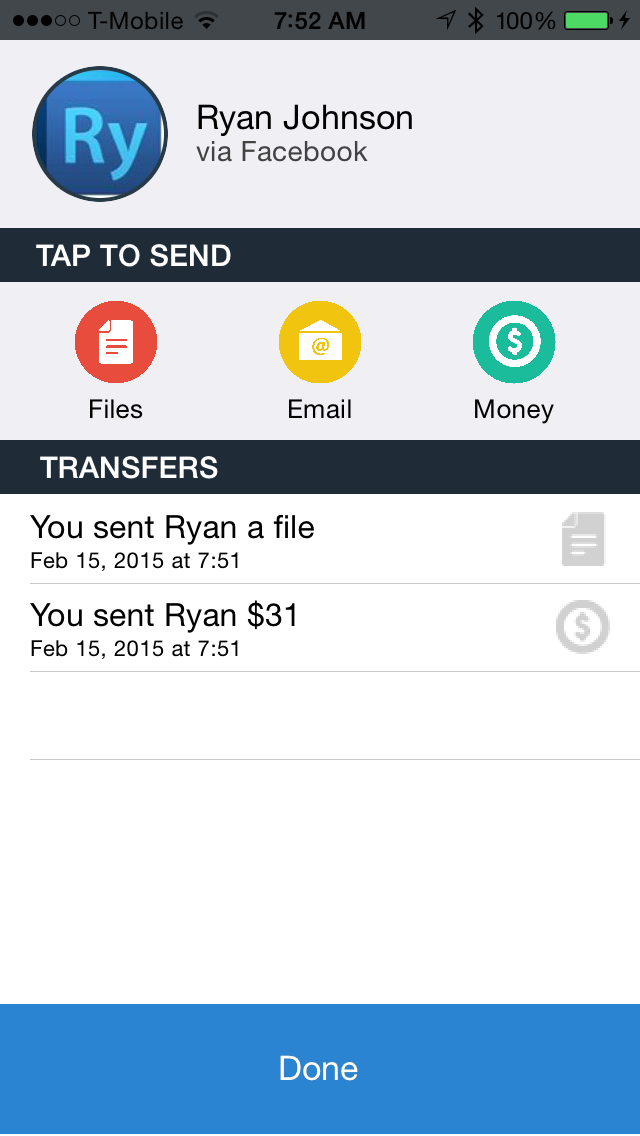 T-Mobile 7:52 AM 100%
Ry
Ryan Johnson
via Facebook
TAP TO SEND
@ $
Files Email Money
TRANSFERS
You sent Ryan a file
Feb 15, 2015 at 7:51
You sent Ryan $31
Feb 15, 2015 at 7:51
$
Done